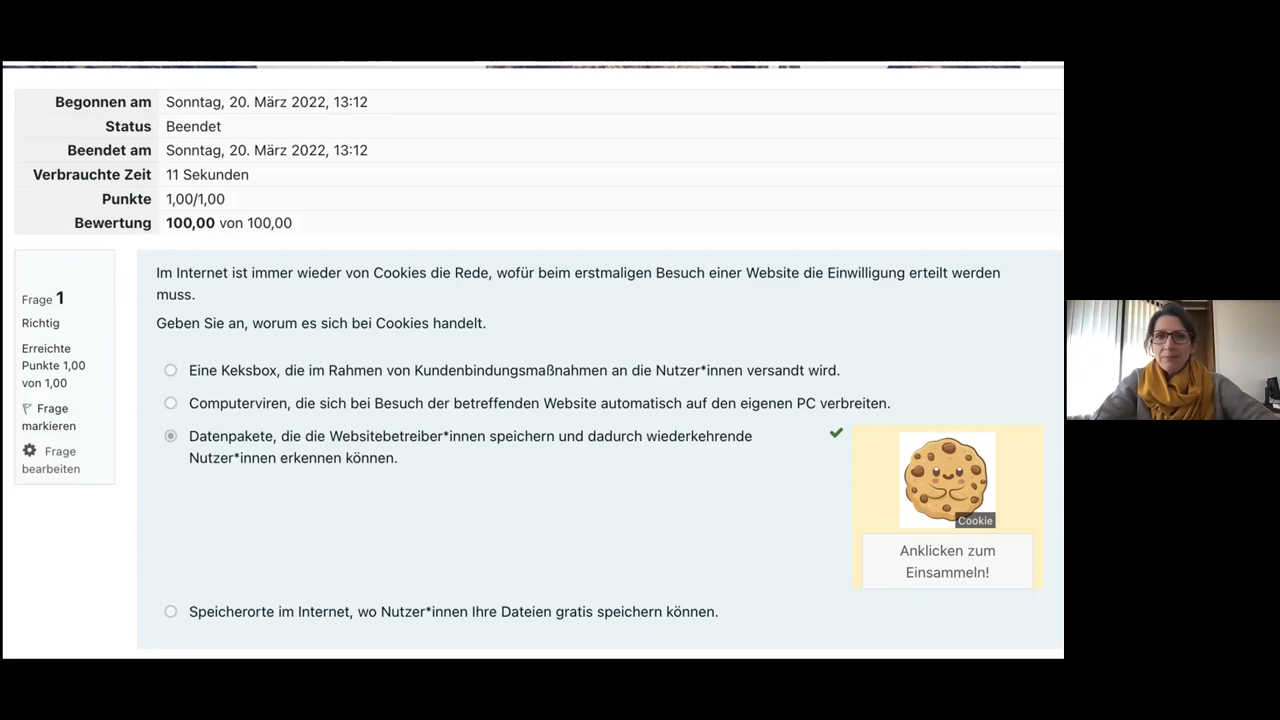 Begonnen am Sonntag, 20. März 2022, 13:12
Status Beendet
Beendet am Sonntag, 20. März 2022, 13:12
Verbrauchte Zeit 11 Sekunden
Punkte 1,00/1,00
Bewertung 100,00 von 100,00
Frage 1
Richtig
Erreichte
Punkte 1,00
von 1,00
Frage
markieren
Frage
bearbeiten
Im Internet ist immer wieder von Cookies die Rede, wofür beim erstmaligen Besuch einer Website die Einwilligung erteilt werden
muss.
Geben Sie an, worum es sich bei Cookies handelt.
Eine Keksbox, die im Rahmen von Kundenbindungsmaßnahmen an die Nutzer*innen versandt wird.
Computerviren, die sich bei Besuch der betreffenden Website automatisch auf den eigenen PC verbreiten.
Datenpakete, die die Websitebetreiber*innen speichern und dadurch wiederkehrende
Nutzer*innen erkennen können.
Cookie
Anklicken zum
Einsammeln!
Speicherorte im Internet, wo Nutzer*innen Ihre Dateien gratis speichern können.